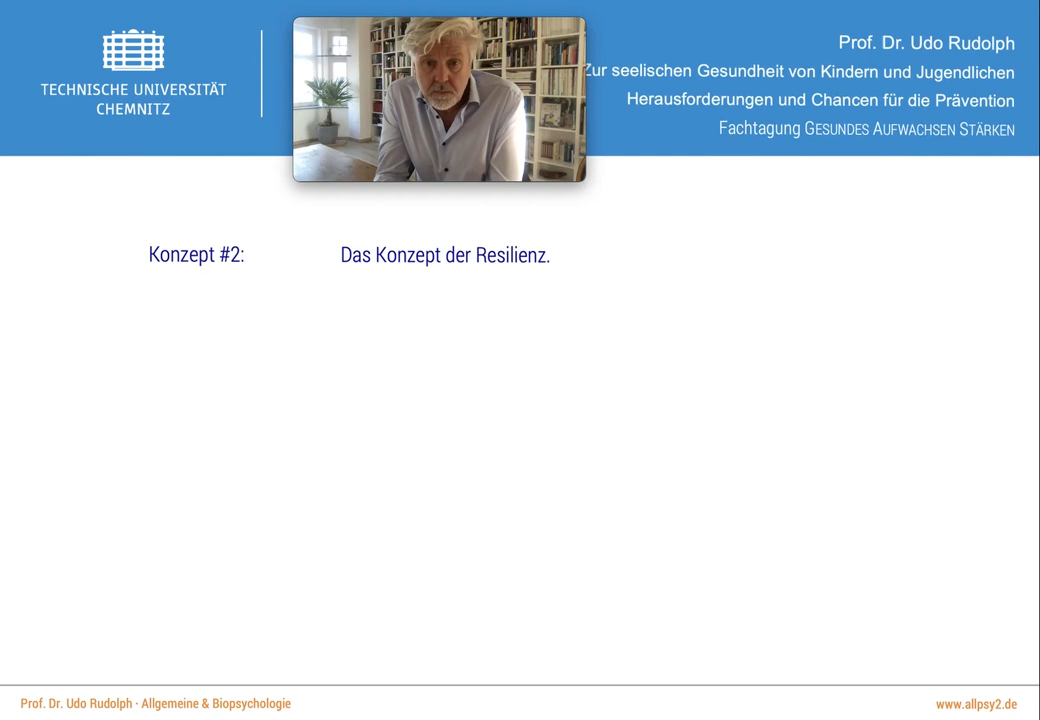 TECHNISCHE UNIVERSITÄT
CHEMNITZ
Prof. Dr. Udo Rudolph
Zur seelischen Gesundheit von Kindern und Jugendlichen
Herausforderungen und Chancen für die Prävention
Fachtagung GESUNDES AUFWACHSEN STÄRKEN
Konzept #2: Das Konzept der Resilienz.
Prof. Dr. Udo Rudolph · Allgemeine & Biopsychologie
www.allpsy2.de